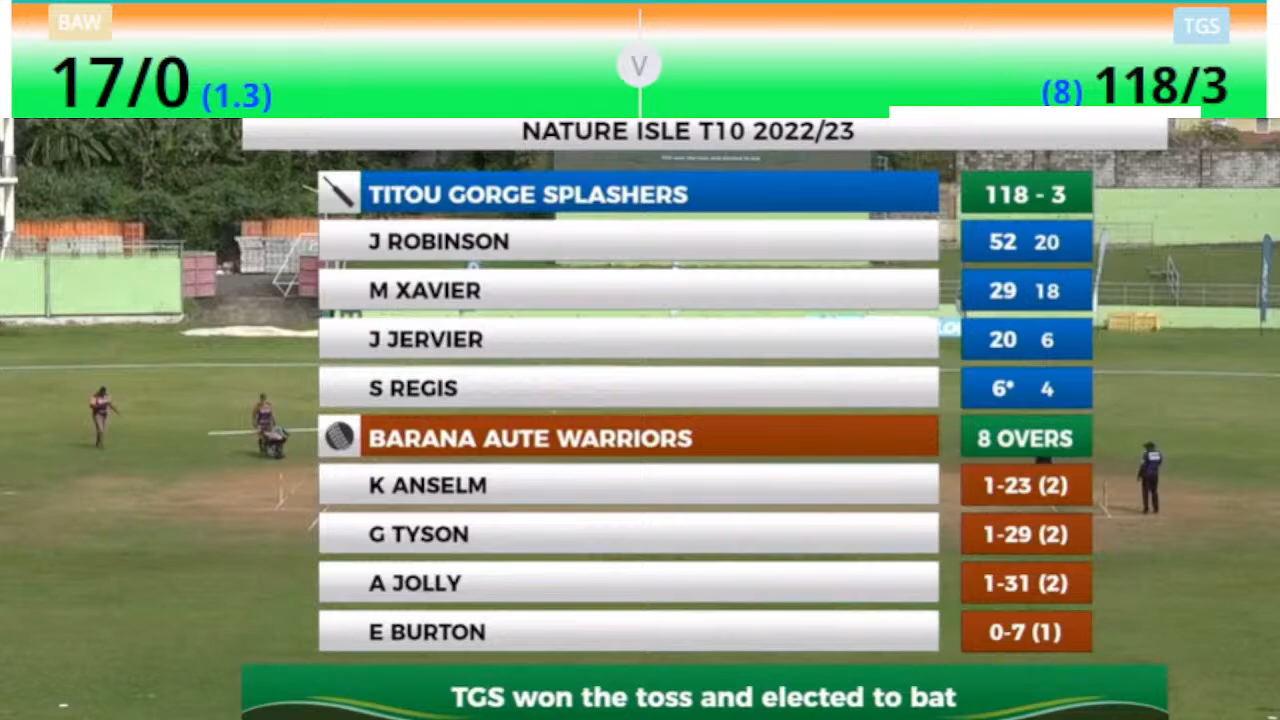 BAW
TGS
17/0 (1.3)
V
(8) 118/3
NATURE ISLE T10 2022/23
TITOU GORGE SPLASHERS 118 - 3
J ROBINSON 52 20
M XAVIER 29 18
J JERVIER 20 6
S REGIS 6* 4
BARANA AUTE WARRIORS 8 OVERS
K ANSELM 1-23 (2)
G TYSON 1-29 (2)
A JOLLY 1-31 (2)
E BURTON 0-7 (1)
TGS won the toss and elected to bat